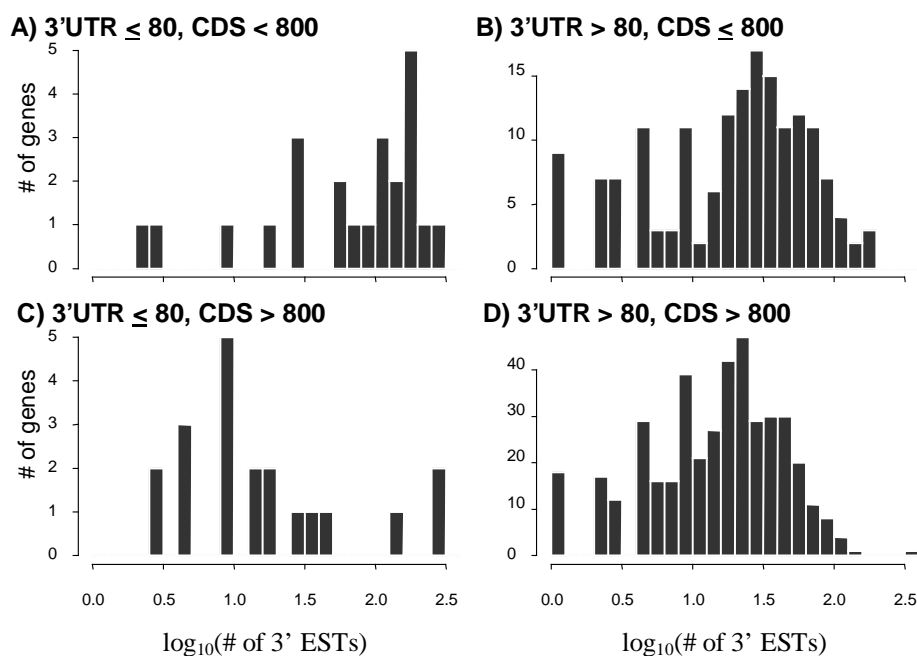 A) 3'UTR ≤ 80, CDS < 800
B) 3'UTR > 80, CDS ≤ 800
# of genes
5
4
3
2
1
0
15
10
5
0
C) 3'UTR ≤ 80, CDS > 800
D) 3'UTR > 80, CDS > 800
# of genes
5
4
3
2
1
0
40
30
20
10
0
0.0 0.5 1.0 1.5 2.0 2.5
0.0 0.5 1.0 1.5 2.0 2.5
log₁₀(# of 3’ ESTs)
log₁₀(# of 3’ ESTs)